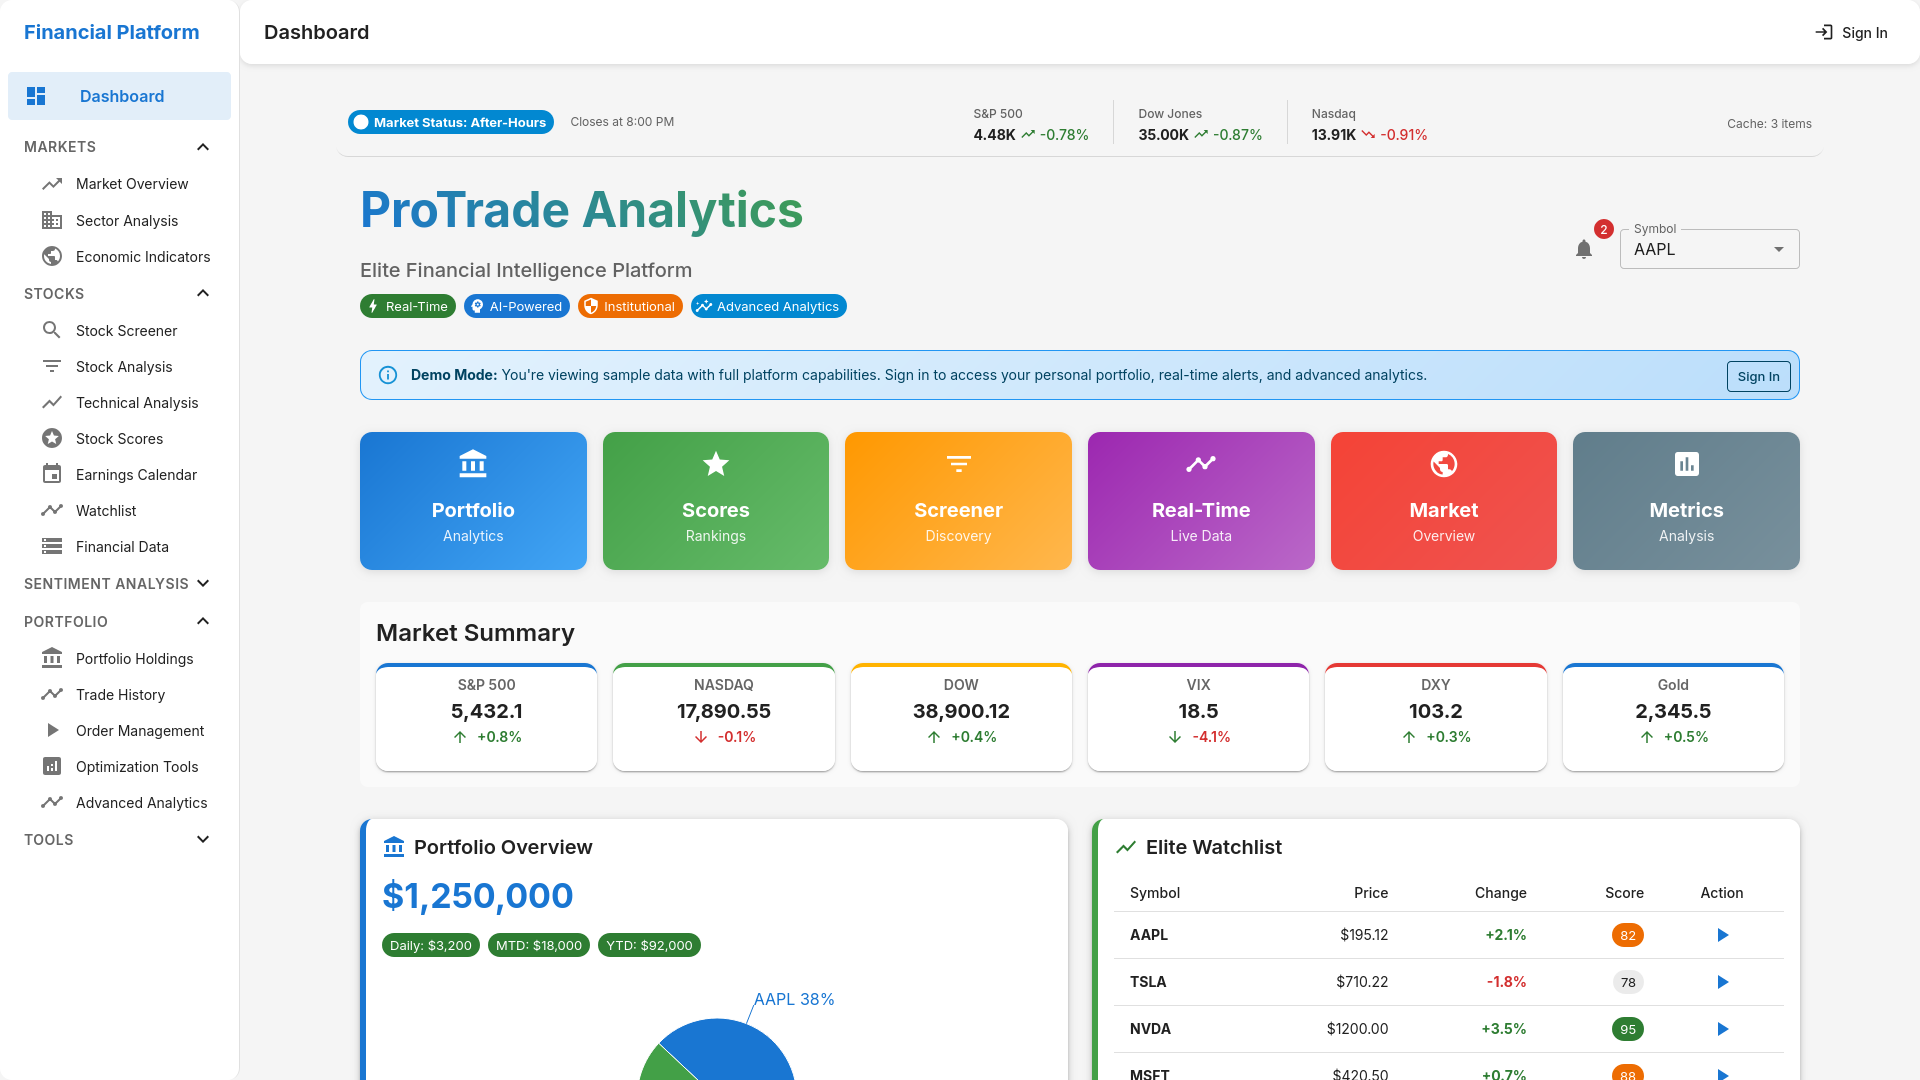 Financial Platform
Dashboard
MARKETS
Market Overview
Sector Analysis
Economic Indicators
STOCKS
Stock Screener
Stock Analysis
Technical Analysis
Stock Scores
Earnings Calendar
Watchlist
Financial Data
SENTIMENT ANALYSIS
PORTFOLIO
Portfolio Holdings
Trade History
Order Management
Optimization Tools
Advanced Analytics
TOOLS
Dashboard
Sign In
Market Status: After-Hours
Closes at 8:00 PM
S&P 500
4.48K -0.78%
Dow Jones
35.00K -0.87%
Nasdaq
13.91K -0.91%
Cache: 3 items
ProTrade Analytics
Elite Financial Intelligence Platform
Real-Time
AI-Powered
Institutional
Advanced Analytics
2
Symbol
AAPL
Demo Mode: You're viewing sample data with full platform capabilities. Sign in to access your personal portfolio, real-time alerts, and advanced analytics.
Sign In
Portfolio
Analytics
Scores
Rankings
Screener
Discovery
Real-Time
Live Data
Market
Overview
Metrics
Analysis
Market Summary
S&P 500
5,432.1
+0.8%
NASDAQ
17,890.55
-0.1%
DOW
38,900.12
+0.4%
VIX
18.5
-4.1%
DXY
103.2
+0.3%
Gold
2,345.5
+0.5%
Portfolio Overview
$1,250,000
Daily: $3,200
MTD: $18,000
YTD: $92,000
AAPL 38%
Elite Watchlist
Symbol Price Change Score Action
AAPL $195.12 +2.1% 82
TSLA $710.22 -1.8% 78
NVDA $1200.00 +3.5% 95
MSFT $420.50 +0.7% 88